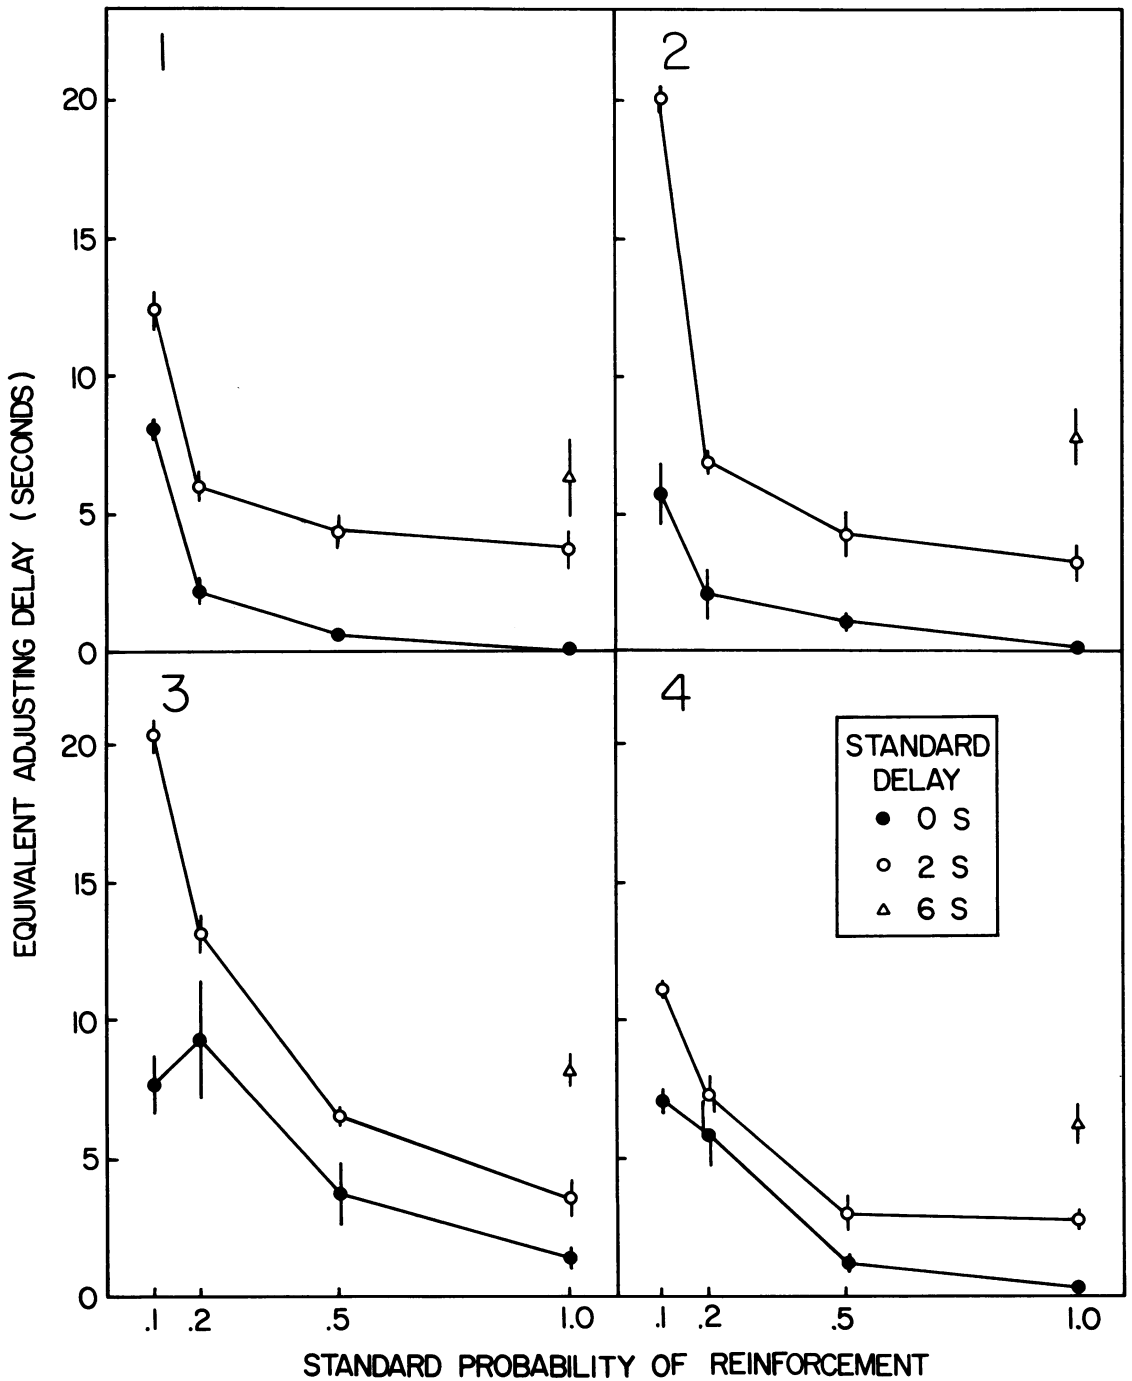 1
2
20
15
10
5
0
3
4
20
15
10
5
0
STANDARD
DELAY
0 S
2 S
6 S
.1 .2 .5 1.0 .1 .2 .5 1.0
EQUIVALENT ADJUSTING DELAY (SECONDS)
STANDARD PROBABILITY OF REINFORCEMENT